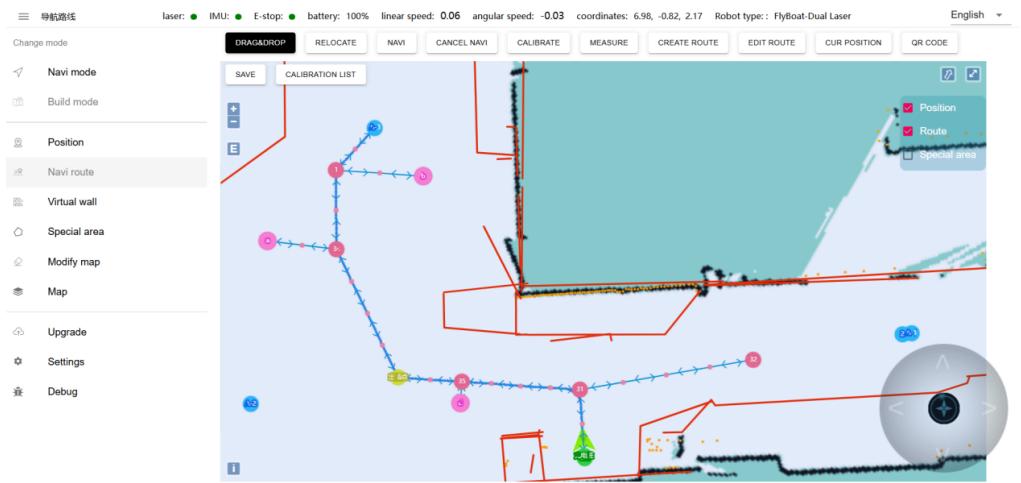 导航路线 laser: IMU: E-stop: battery: 100% linear speed: 0.06 angular speed: -0.03 coordinates: 6.98, -0.82, 2.17 Robot type: : FlyBoat-Dual Laser English
Change mode
DRAG&DROP RELOCATE NAVI CANCEL NAVI CALIBRATE MEASURE CREATE ROUTE EDIT ROUTE CUR POSITION QR CODE
Navi mode
SAVE CALIBRATION LIST
Build mode
Position
Route
Special area
E
Position
Navi route
Virtual wall
Special area
Modify map
Map
Upgrade
Settings
Debug
32
35
31
i